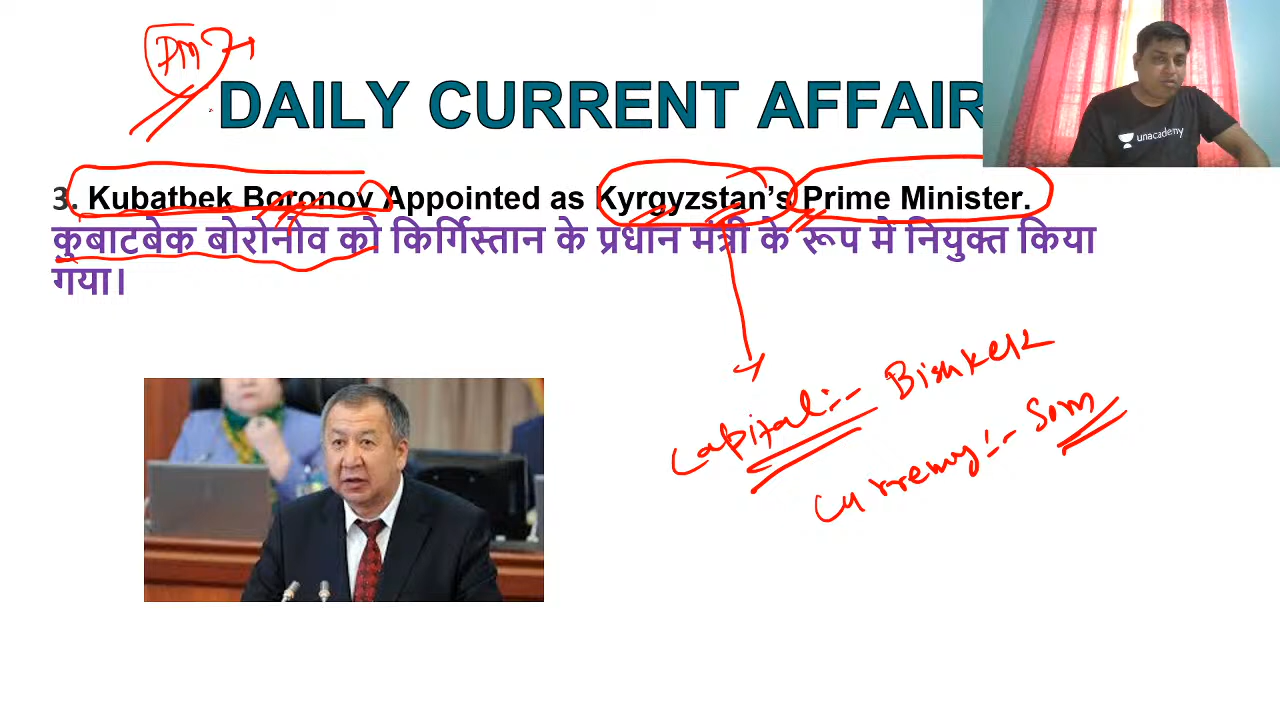 PM
DAILY CURRENT AFFAIR
unacademy
3. Kubatbek Boronov Appointed as Kyrgyzstan's Prime Minister.
कुबाटबेक बोरोनोव को किर्गिस्तान के प्रधान मंत्री के रूप मे नियुक्त किया
गया।
Capital:- Bishkek
Currency:- Som